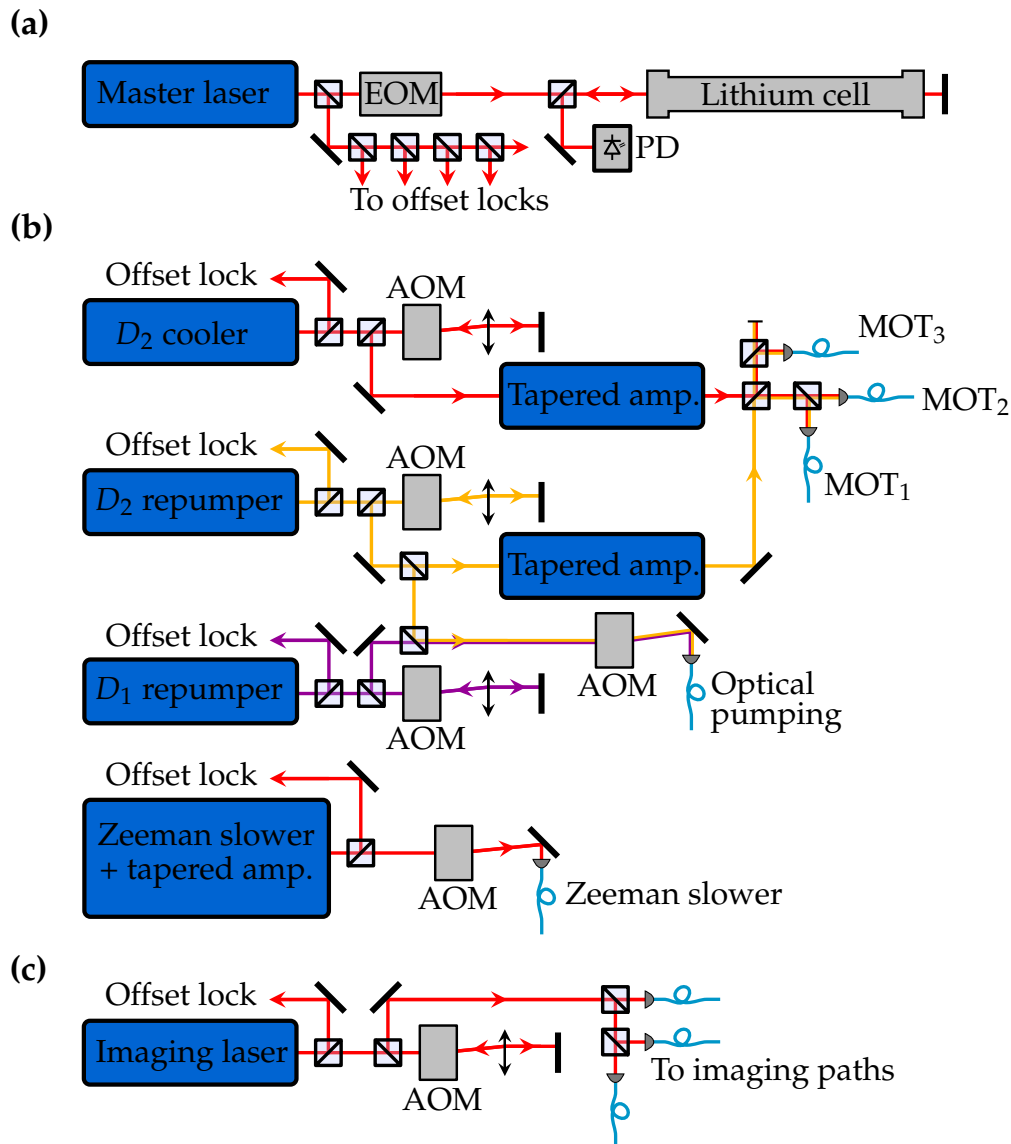 (a)
Master laser
EOM
Lithium cell
PD
To offset locks
(b)
Offset lock
AOM
D₂ cooler
Tapered amp.
MOT₃
MOT₂
MOT₁
Offset lock
AOM
D₂ repumper
Tapered amp.
Offset lock
D₁ repumper
AOM
AOM
Optical
pumping
Offset lock
Zeeman slower
+ tapered amp.
AOM
Zeeman slower
(c)
Offset lock
Imaging laser
AOM
To imaging paths